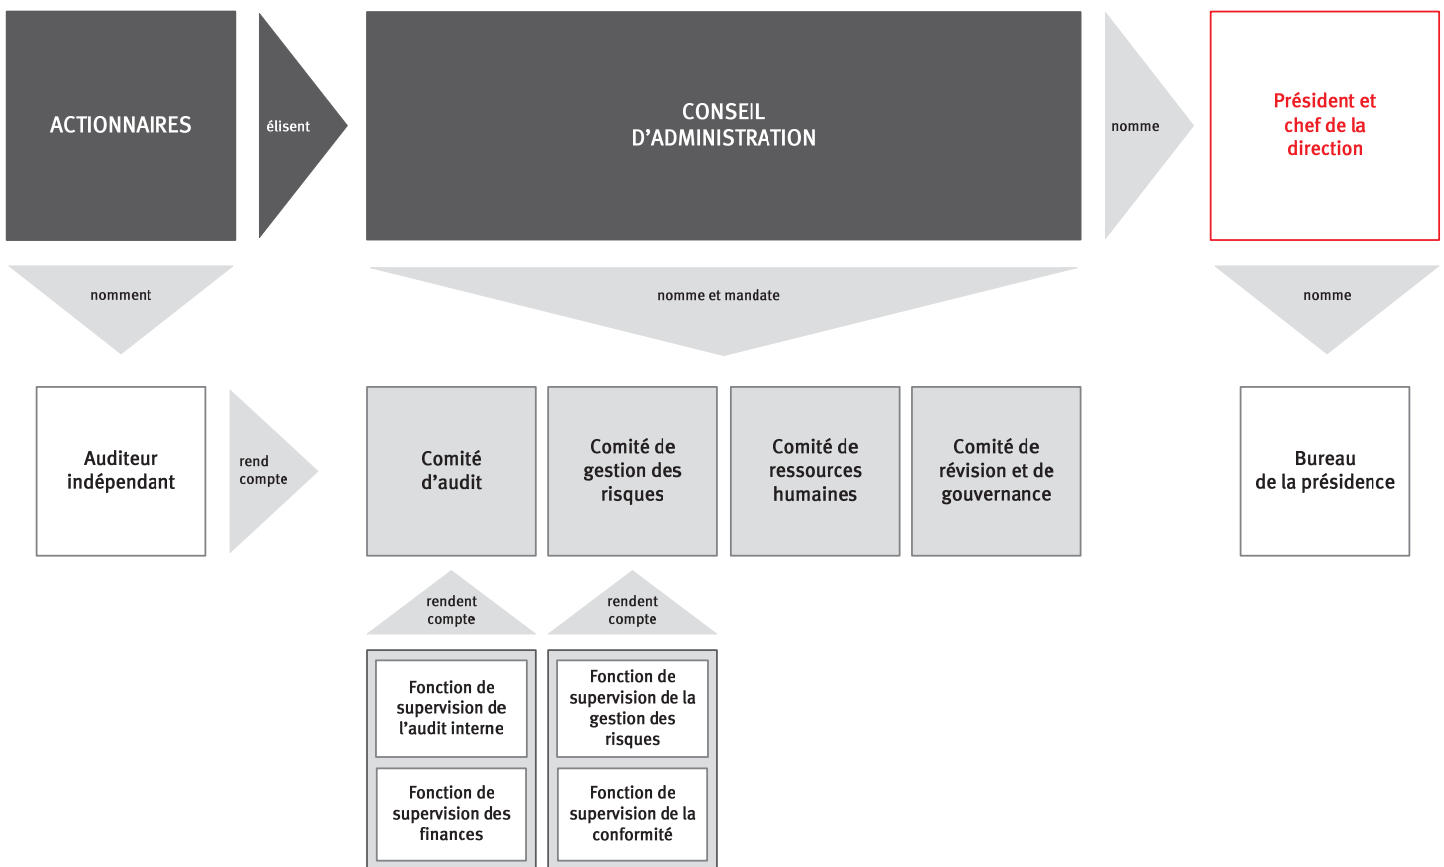 ACTIONNAIRES
élisent
CONSEIL
D’ADMINISTRATION
nomme
Président et
chef de la
direction
nomment
nomme et mandate
nomme
Auditeur
indépendant
rend
compte
Comité
d’audit
Comité de
gestion des
risques
Comité de
ressources
humaines
Comité de
révision et de
gouvernance
Bureau
de la présidence
rendent
compte
rendent
compte
Fonction de
supervision de
l’audit interne
Fonction de
supervision de la
gestion des
risques
Fonction de
supervision des
finances
Fonction de
supervision de la
conformité